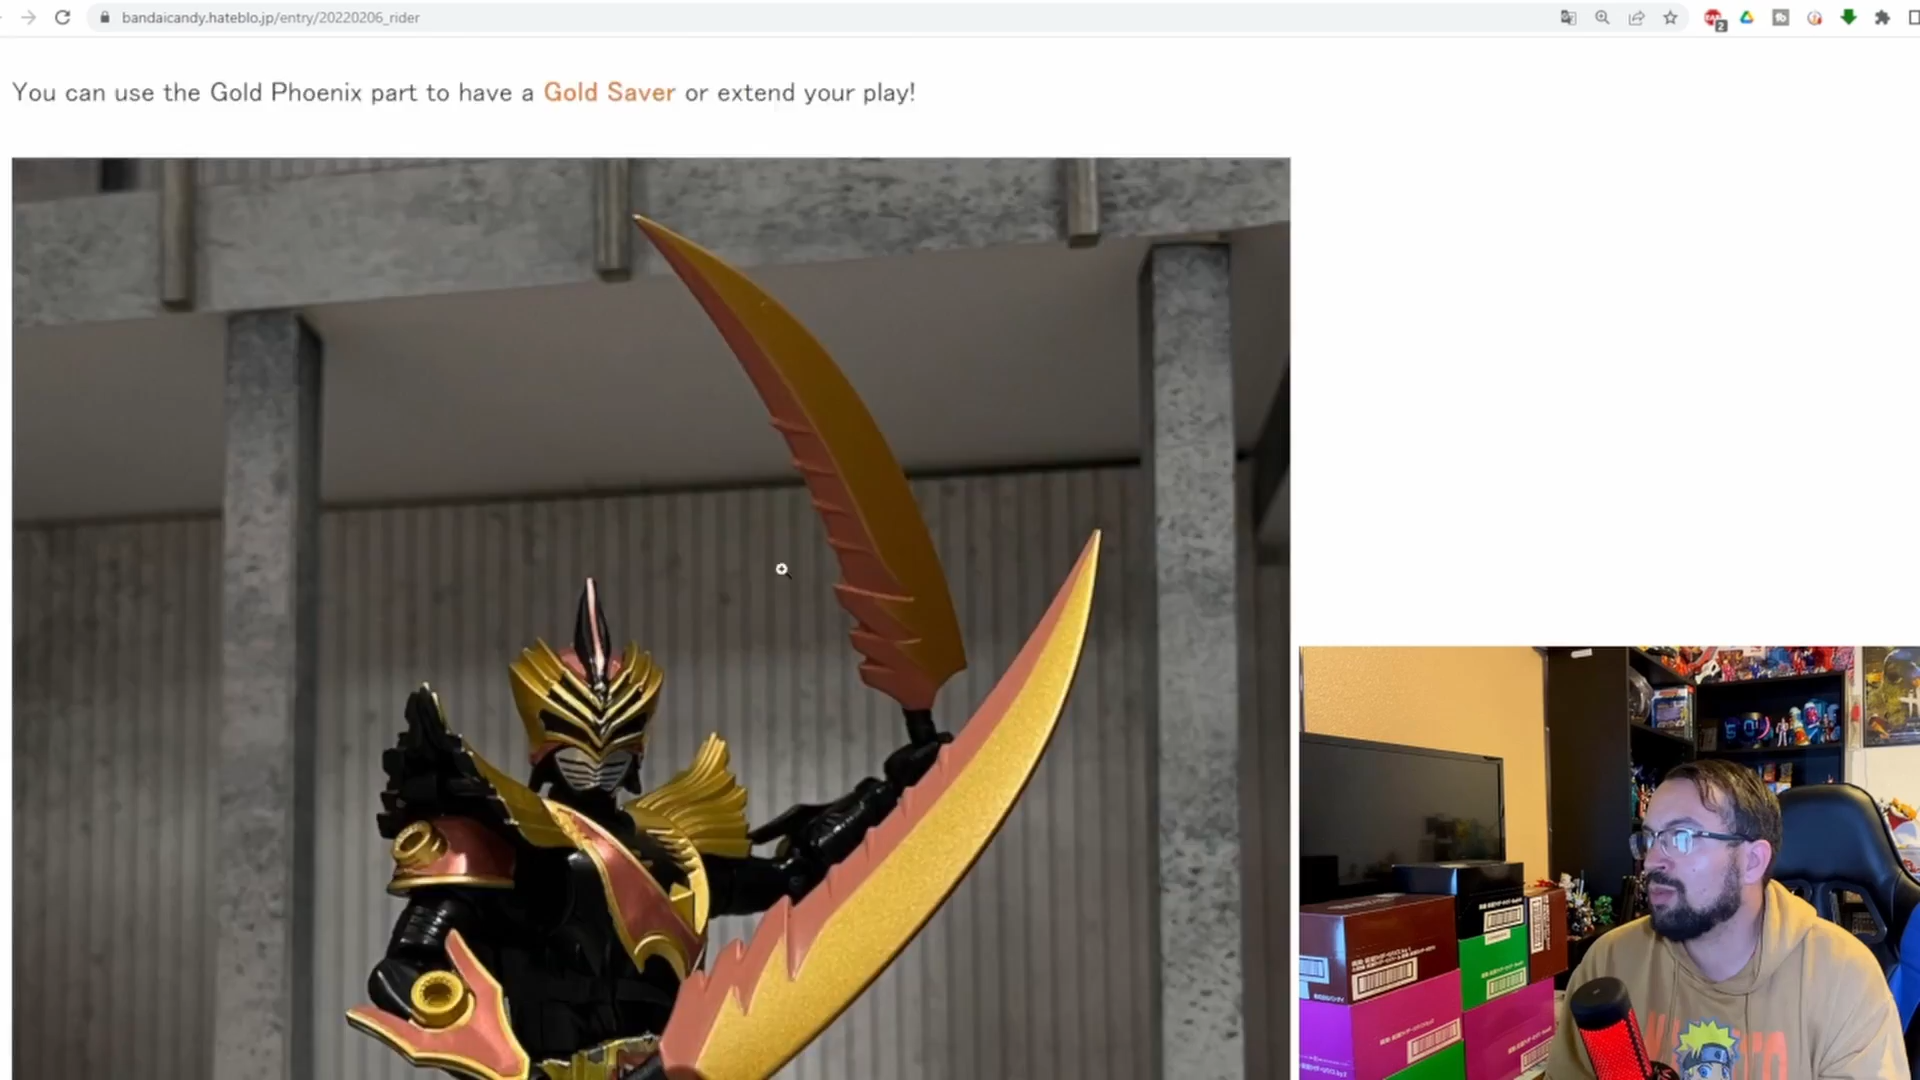 bandaicandy.hateblo.jp/entry/20220206_rider
2
You can use the Gold Phoenix part to have a Gold Saver or extend your play!